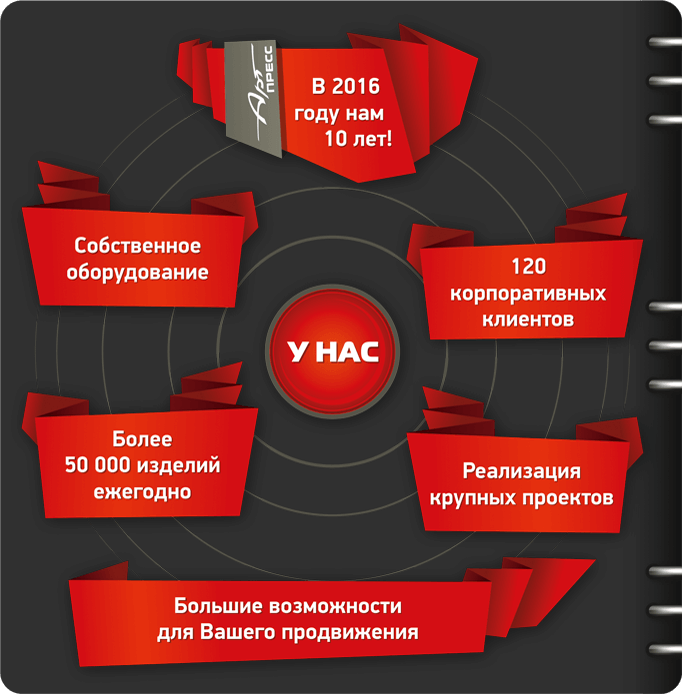 Арт
ПРЕСС
В 2016
году нам
10 лет!
Собственное
оборудование
120
корпоративных
клиентов
У НАС
Более
50 000 изделий
ежегодно
Реализация
крупных проектов
Большие возможности
для Вашего продвижения